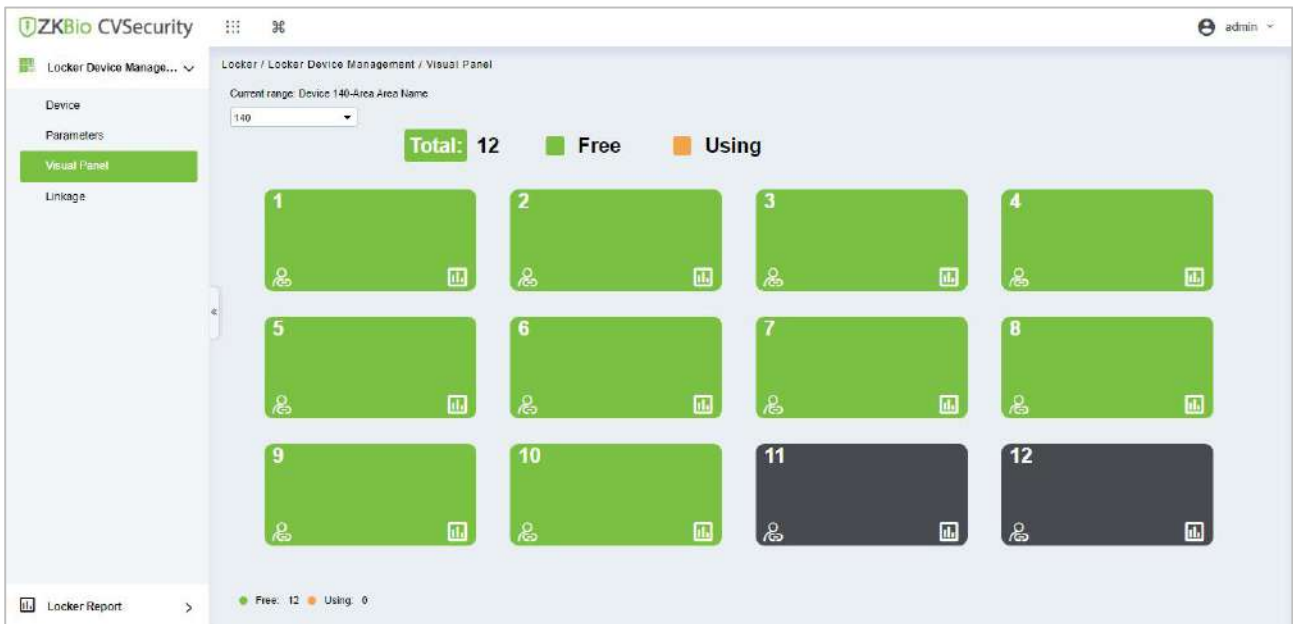 ZKBio CVSecurity
admin
Locker Device Manage...
Device
Parameters
Visual Panel
Linkage
Locker / Locker Device Management / Visual Panel
Current range: Device 140-Area Area Name
140
Total: 12 Free Using
1 2 3 4
5 6 7 8
9 10 11 12
Free: 12 Using: 0
Locker Report